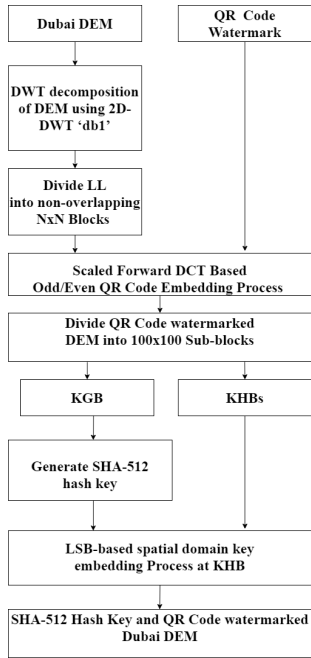 Dubai DEM
QR Code
Watermark
DWT decomposition
of DEM using 2D-
DWT ‘db1’
Divide LL
into non-overlapping
NxN Blocks
Scaled Forward DCT Based
Odd/Even QR Code Embedding Process
Divide QR Code watermarked
DEM into 100x100 Sub-blocks
KGB
KHBs
Generate SHA-512
hash key
LSB-based spatial domain key
embedding Process at KHB
SHA-512 Hash Key and QR Code watermarked
Dubai DEM